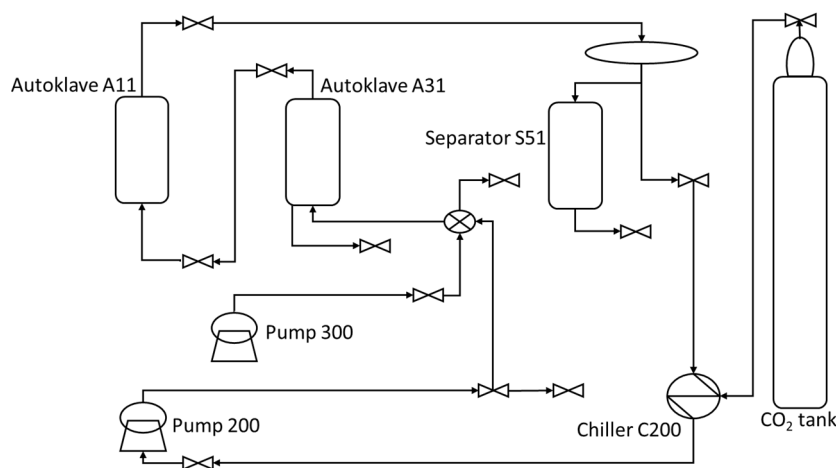 Autoklave A11
Autoklave A31
Separator S51
Pump 300
Pump 200
Chiller C200
CO₂ tank